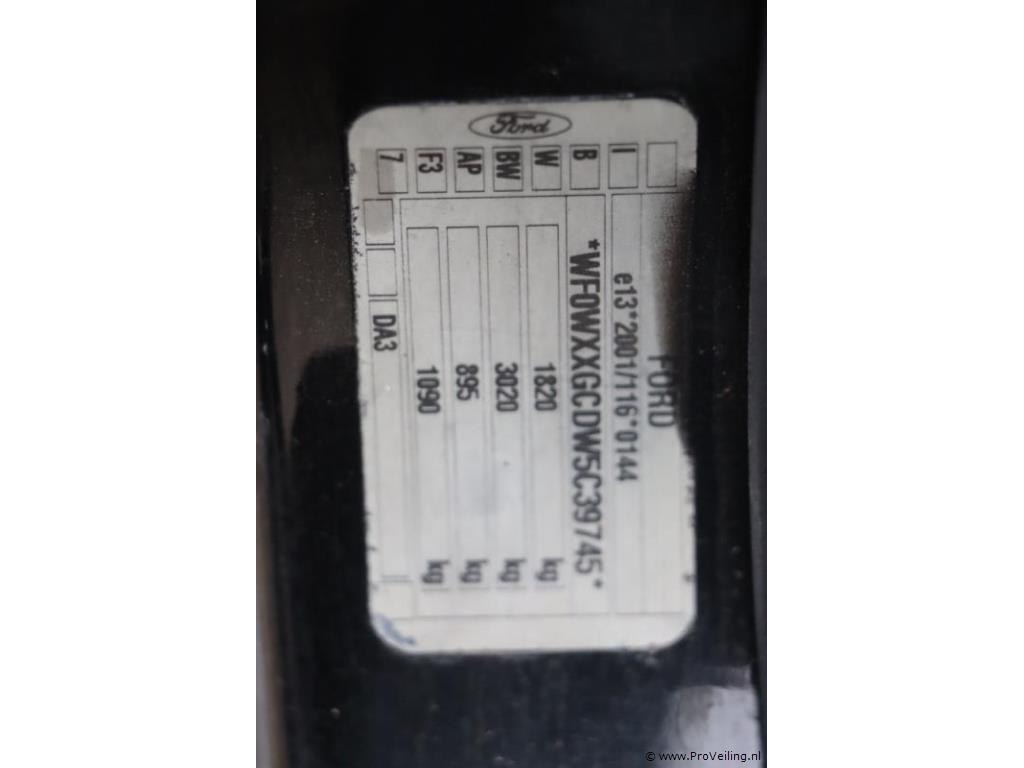 Ford
FORD
I e13*2001/116*0144
B *WF0WXXGCDW5C39745*
W 1820 kg
BW 3020 kg
AP 895 kg
F3 1090 kg
7 DA3
© www.ProVeiling.nl